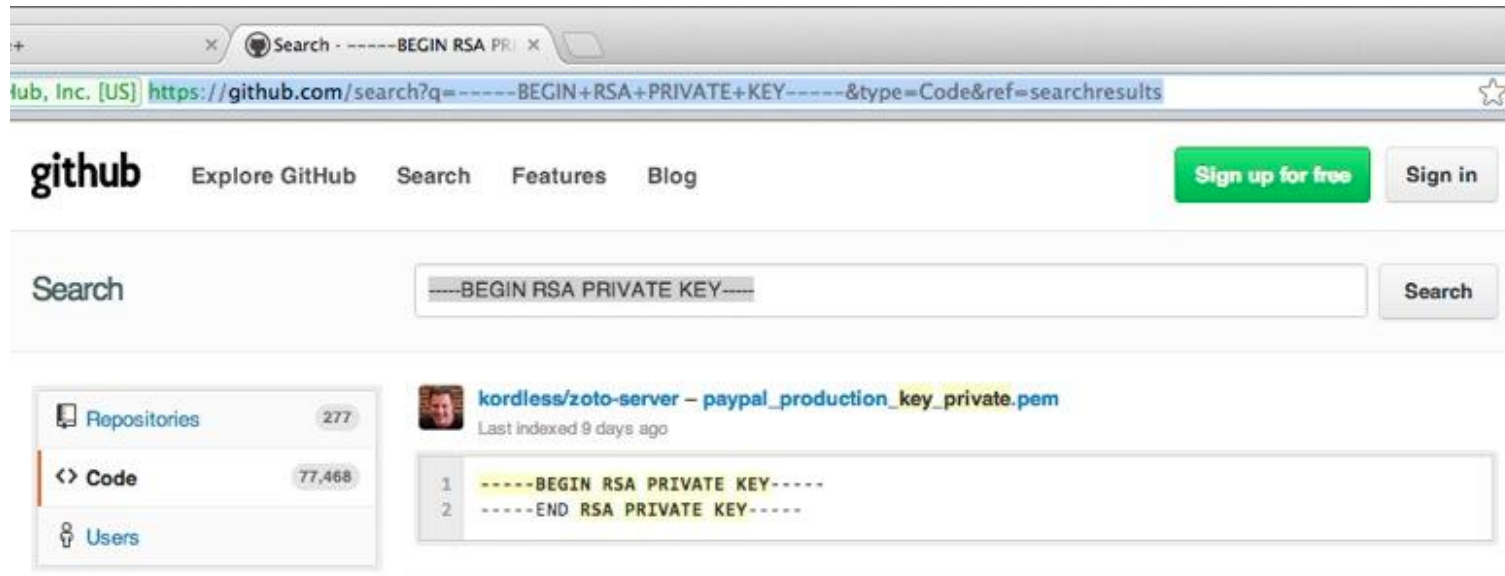 Search - -----BEGIN RSA PRI
Hub, Inc. [US] https://github.com/search?q=-----BEGIN+RSA+PRIVATE+KEY-----&type=Code&ref=searchresults
github Explore GitHub Search Features Blog Sign up for free Sign in
Search -----BEGIN RSA PRIVATE KEY----- Search
kordless/zoto-server – paypal_production_key_private.pem
Last indexed 9 days ago
Repositories 277
Code 77,468
Users
1 -----BEGIN RSA PRIVATE KEY-----
2 -----END RSA PRIVATE KEY-----